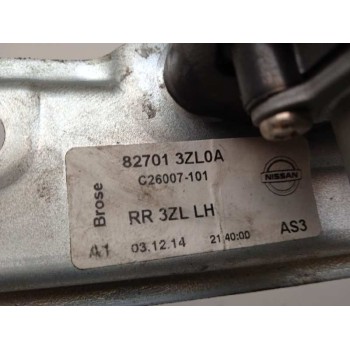 82701 3ZL0A
C26007-101
Brose
NISSAN
RR 3ZL LH
A1 03.12.14 21:40:00 AS3